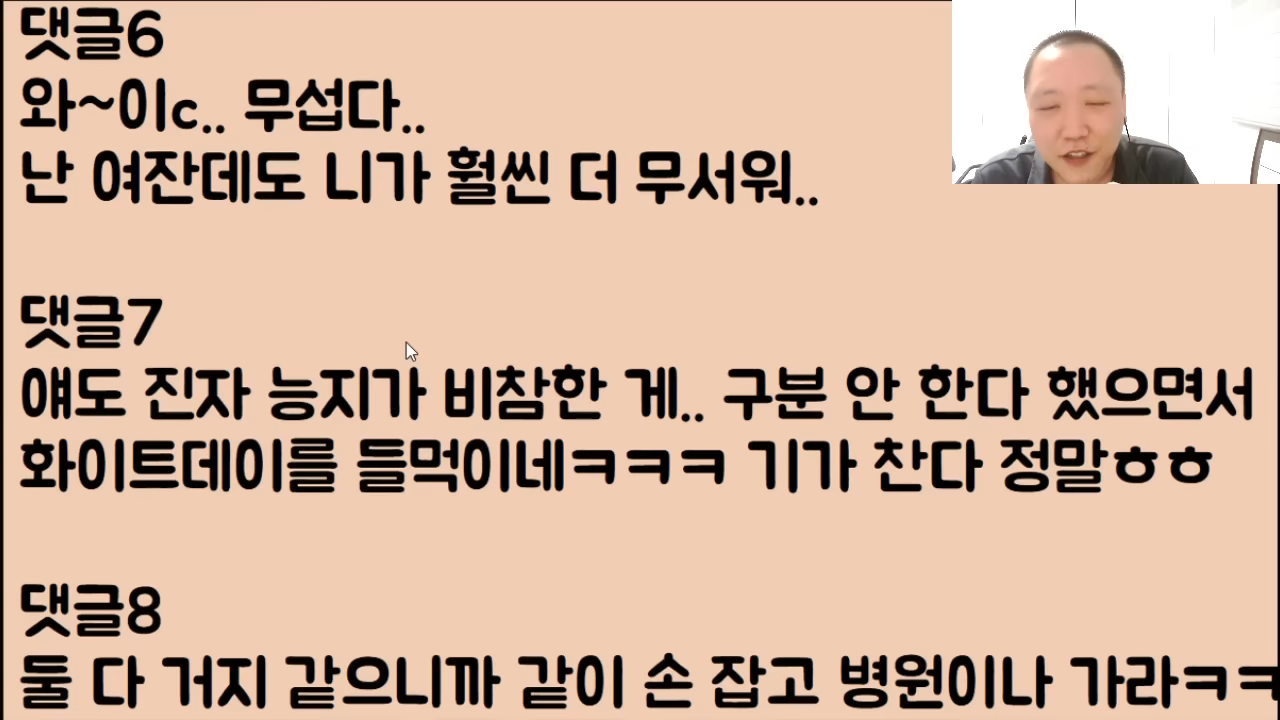 댓글6
와~이c.. 무섭다..
난 여잔데도 니가 훨씬 더 무서워..
댓글7
얘도 진자 능지가 비참한 게.. 구분 안 한다 했으면서
화이트데이를 들먹이네ㅋㅋㅋ 기가 찬다 정말ㅎㅎ
댓글8
둘 다 거지 같으니까 같이 손 잡고 병원이나 가라ㅋㅋ